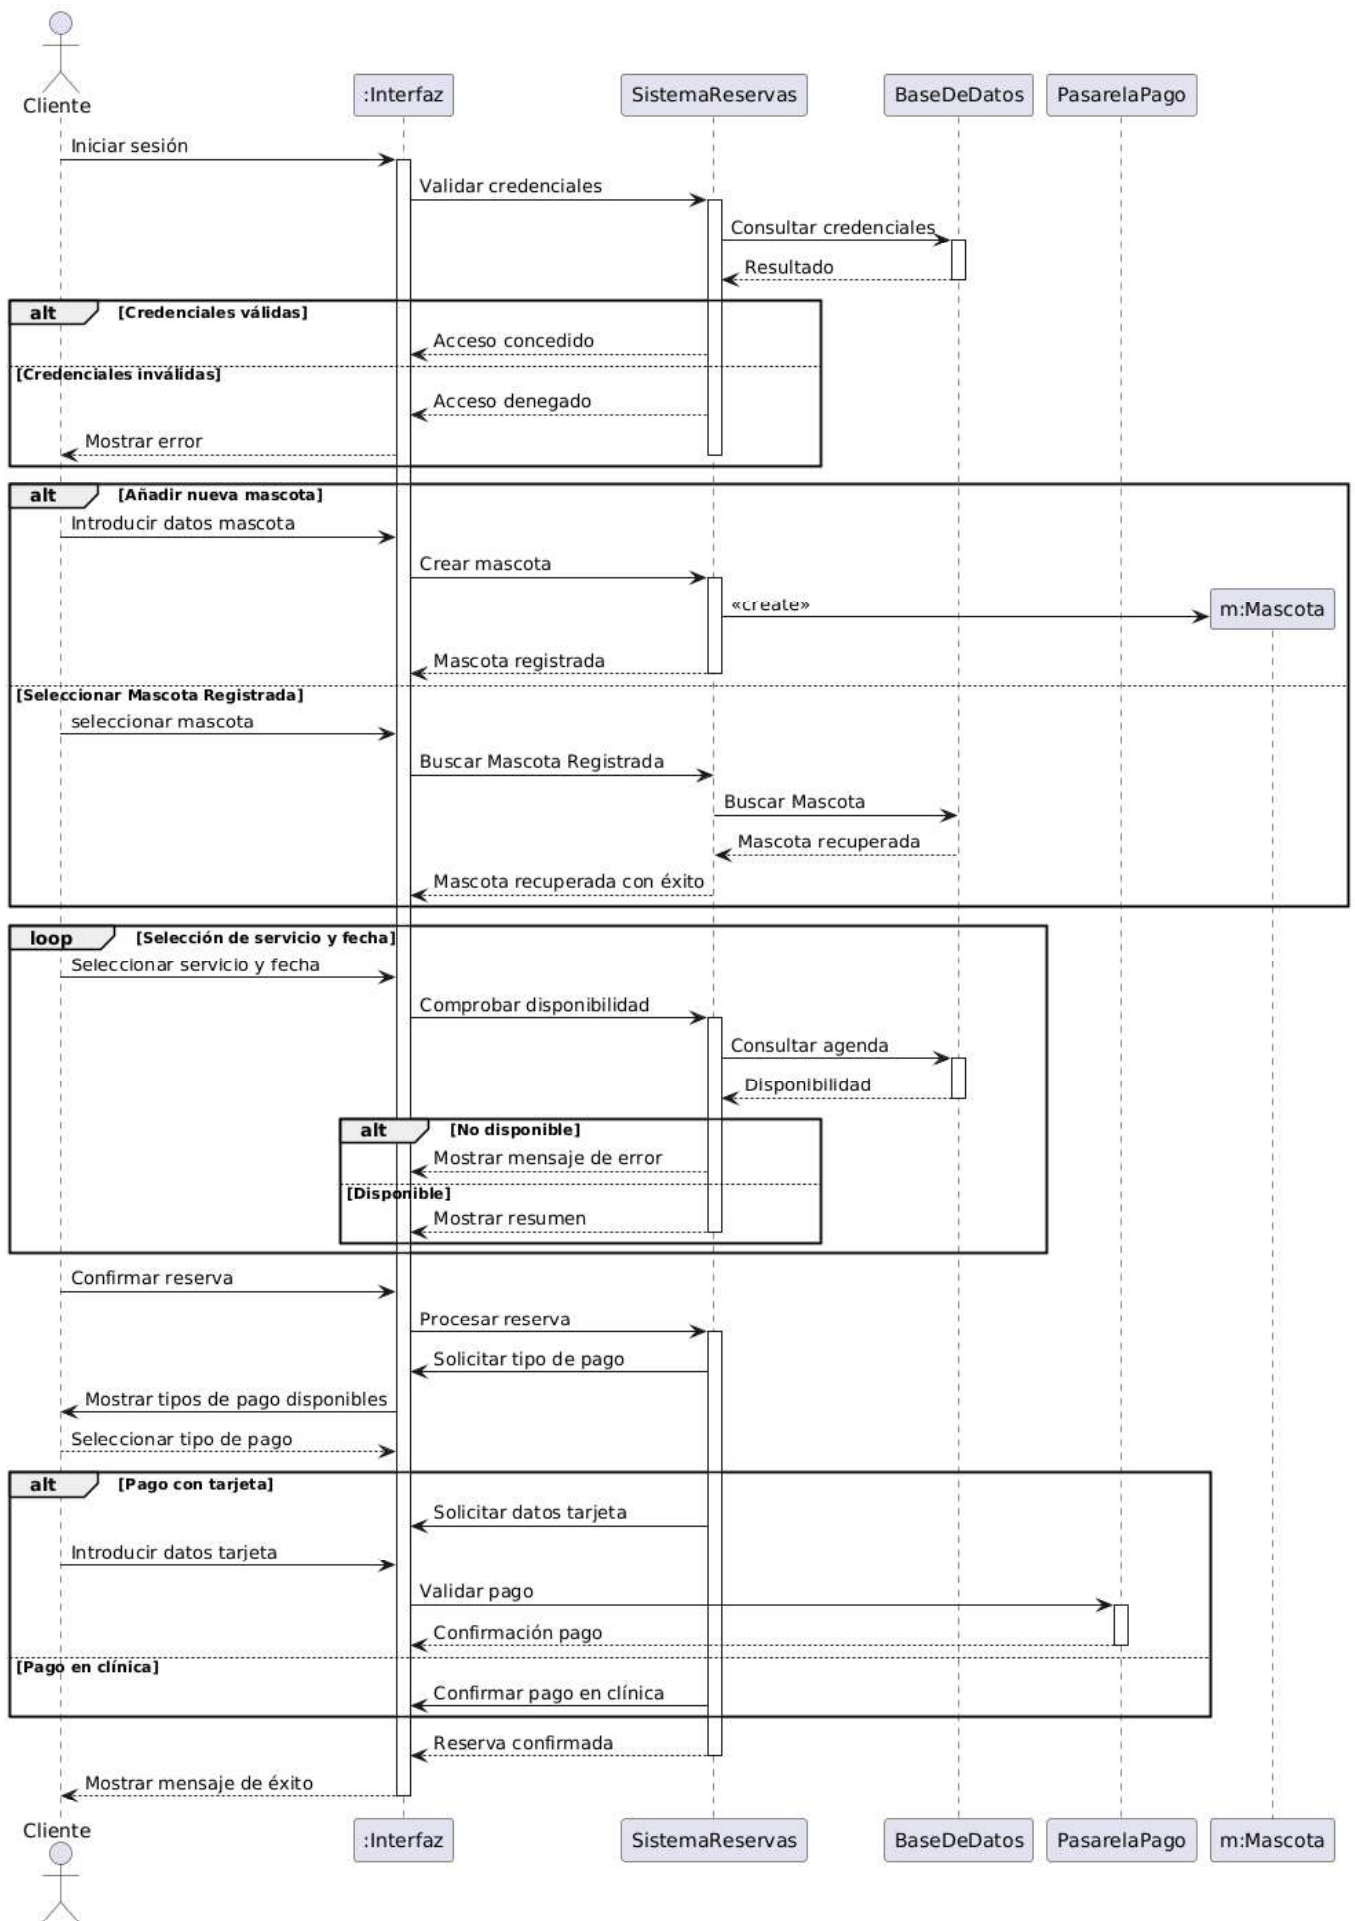 Cliente
:Interfaz
SistemaReservas
BaseDeDatos
PasarelaPago
Iniciar sesión
Validar credenciales
Consultar credenciales
Resultado
alt
[Credenciales válidas]
Acceso concedido
[Credenciales inválidas]
Acceso denegado
Mostrar error
alt
[Añadir nueva mascota]
Introducir datos mascota
Crear mascota
«create»
m:Mascota
Mascota registrada
[Seleccionar Mascota Registrada]
seleccionar mascota
Buscar Mascota Registrada
Buscar Mascota
Mascota recuperada
Mascota recuperada con éxito
loop
[Selección de servicio y fecha]
Seleccionar servicio y fecha
Comprobar disponibilidad
Consultar agenda
Disponibilidad
alt
[No disponible]
Mostrar mensaje de error
[Disponible]
Mostrar resumen
Confirmar reserva
Procesar reserva
Solicitar tipo de pago
Mostrar tipos de pago disponibles
Seleccionar tipo de pago
alt
[Pago con tarjeta]
Solicitar datos tarjeta
Introducir datos tarjeta
Validar pago
Confirmación pago
[Pago en clínica]
Confirmar pago en clínica
Reserva confirmada
Mostrar mensaje de éxito
Cliente
:Interfaz
SistemaReservas
BaseDeDatos
PasarelaPago
m:Mascota